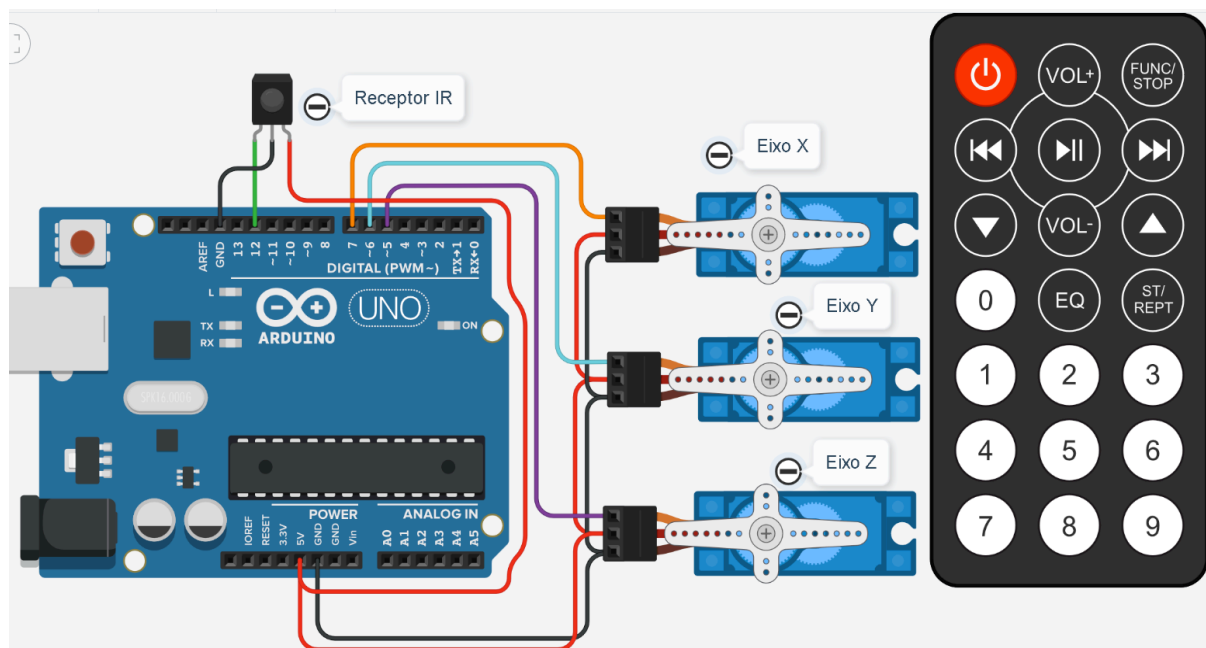 Receptor IR
Eixo X
Eixo Y
Eixo Z
AREF
GND
13
12
~11
~10
~9
8
7
~6
~5
4
~3
2
TX→1
RX←0
DIGITAL (PWM~)
L
TX
RX
ARDUINO
UNO
ON
POWER
ANALOG IN
IOREF
RESET
3.3V
5V
GND
GND
Vin
A0
A1
A2
A3
A4
A5
VOL+
FUNC/
STOP
VOL-
0
EQ
ST/
REPT
1
2
3
4
5
6
7
8
9